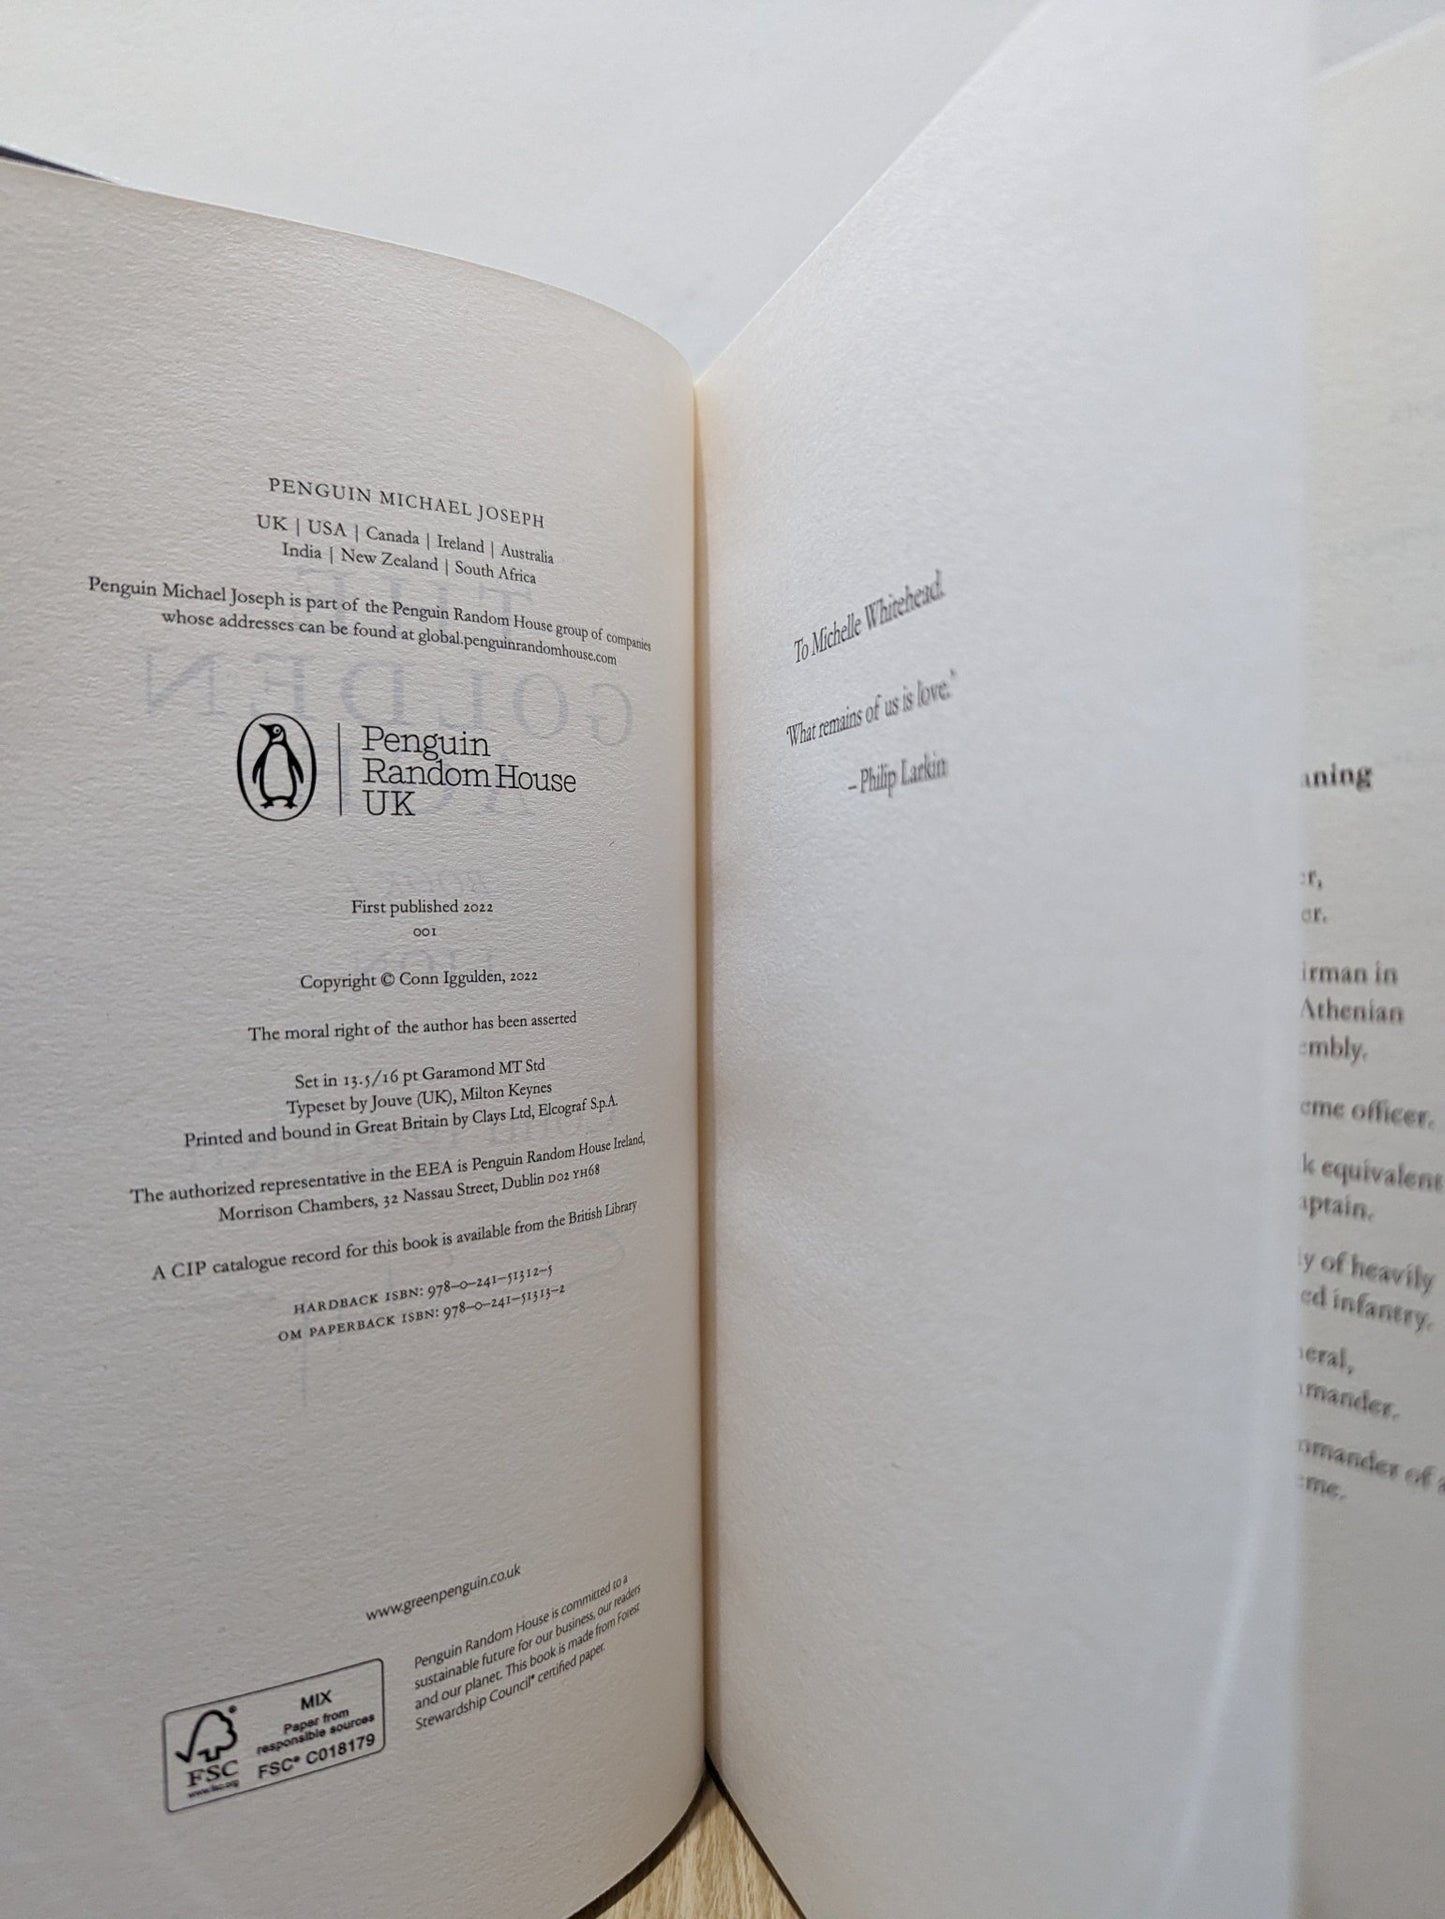 PENGUIN MICHAEL JOSEPH
UK | USA | Canada | Ireland | Australia
India | New Zealand | South Africa
Penguin Michael Joseph is part of the Penguin Random House group of companies
whose addresses can be found at global.penguinrandomhouse.com
Penguin
Random House
UK
First published 2022
001
Copyright © Conn Iggulden, 2022
The moral right of the author has been asserted
Set in 13.5/16 pt Garamond MT Std
Typeset by Jouve (UK), Milton Keynes
Printed and bound in Great Britain by Clays Ltd, Elcograf S.p.A.
The authorized representative in the EEA is Penguin Random House Ireland,
Morrison Chambers, 32 Nassau Street, Dublin D02 YH68
A CIP catalogue record for this book is available from the British Library
HARDBACK ISBN: 978–0–241–51312–5
OM PAPERBACK ISBN: 978–0–241–51313–2
www.greenpenguin.co.uk
Penguin Random House is committed to a
sustainable future for our business, our readers
and our planet. This book is made from Forest
Stewardship Council® certified paper.
MIX
Paper from
responsible sources
FSC® C018179
FSC
www.fsc.org
To Michelle Whitehead.
'What remains of us is love.'
– Philip Larkin
aning
er,
er.
irman in
Athenian
embly.
eme officer.
k equivalent
aptain.
ly of heavily
ed infantry.
neral,
mmander.
mmander of a
eme.